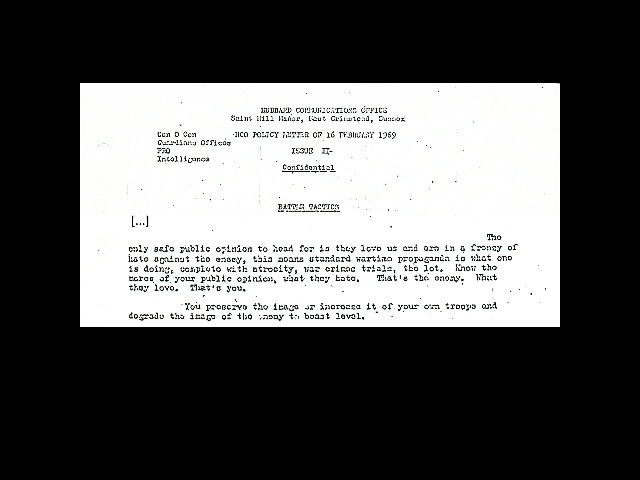 HUBBARD COMMUNICATIONS OFFICE
Saint Hill Manor, East Grinstead, Sussex
Gen O Con HCO POLICY LETTER OF 16 FEBRUARY 1969
Guardians Offices
PRO ISSUE II
Intelligence
Confidential
BATTLE TACTICS
[...]
The
only safe public opinion to head for is they love us and are in a frenzy of
hate against the enemy, this means standard wartime propaganda is what one
is doing, complete with atrocity, war crime trials, the lot. Know the
mores of your public opinion, what they hate. That's the enemy. What
they love. That's you.
You preserve the image or increase it of your own troops and
degrade the image of the enemy to beast level.